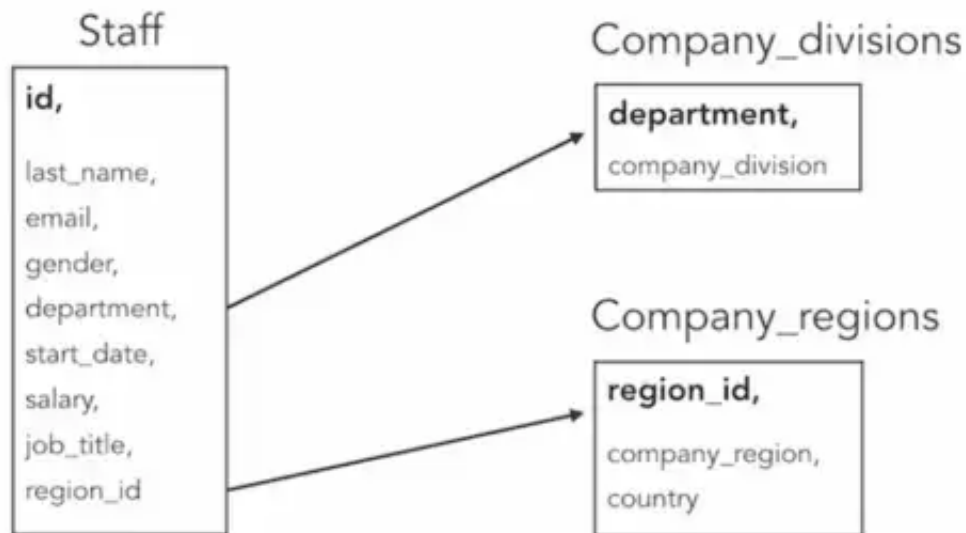 Staff
id,
last_name,
email,
gender,
department,
start_date,
salary,
job_title,
region_id
Company_divisions
department,
company_division
Company_regions
region_id,
company_region,
country